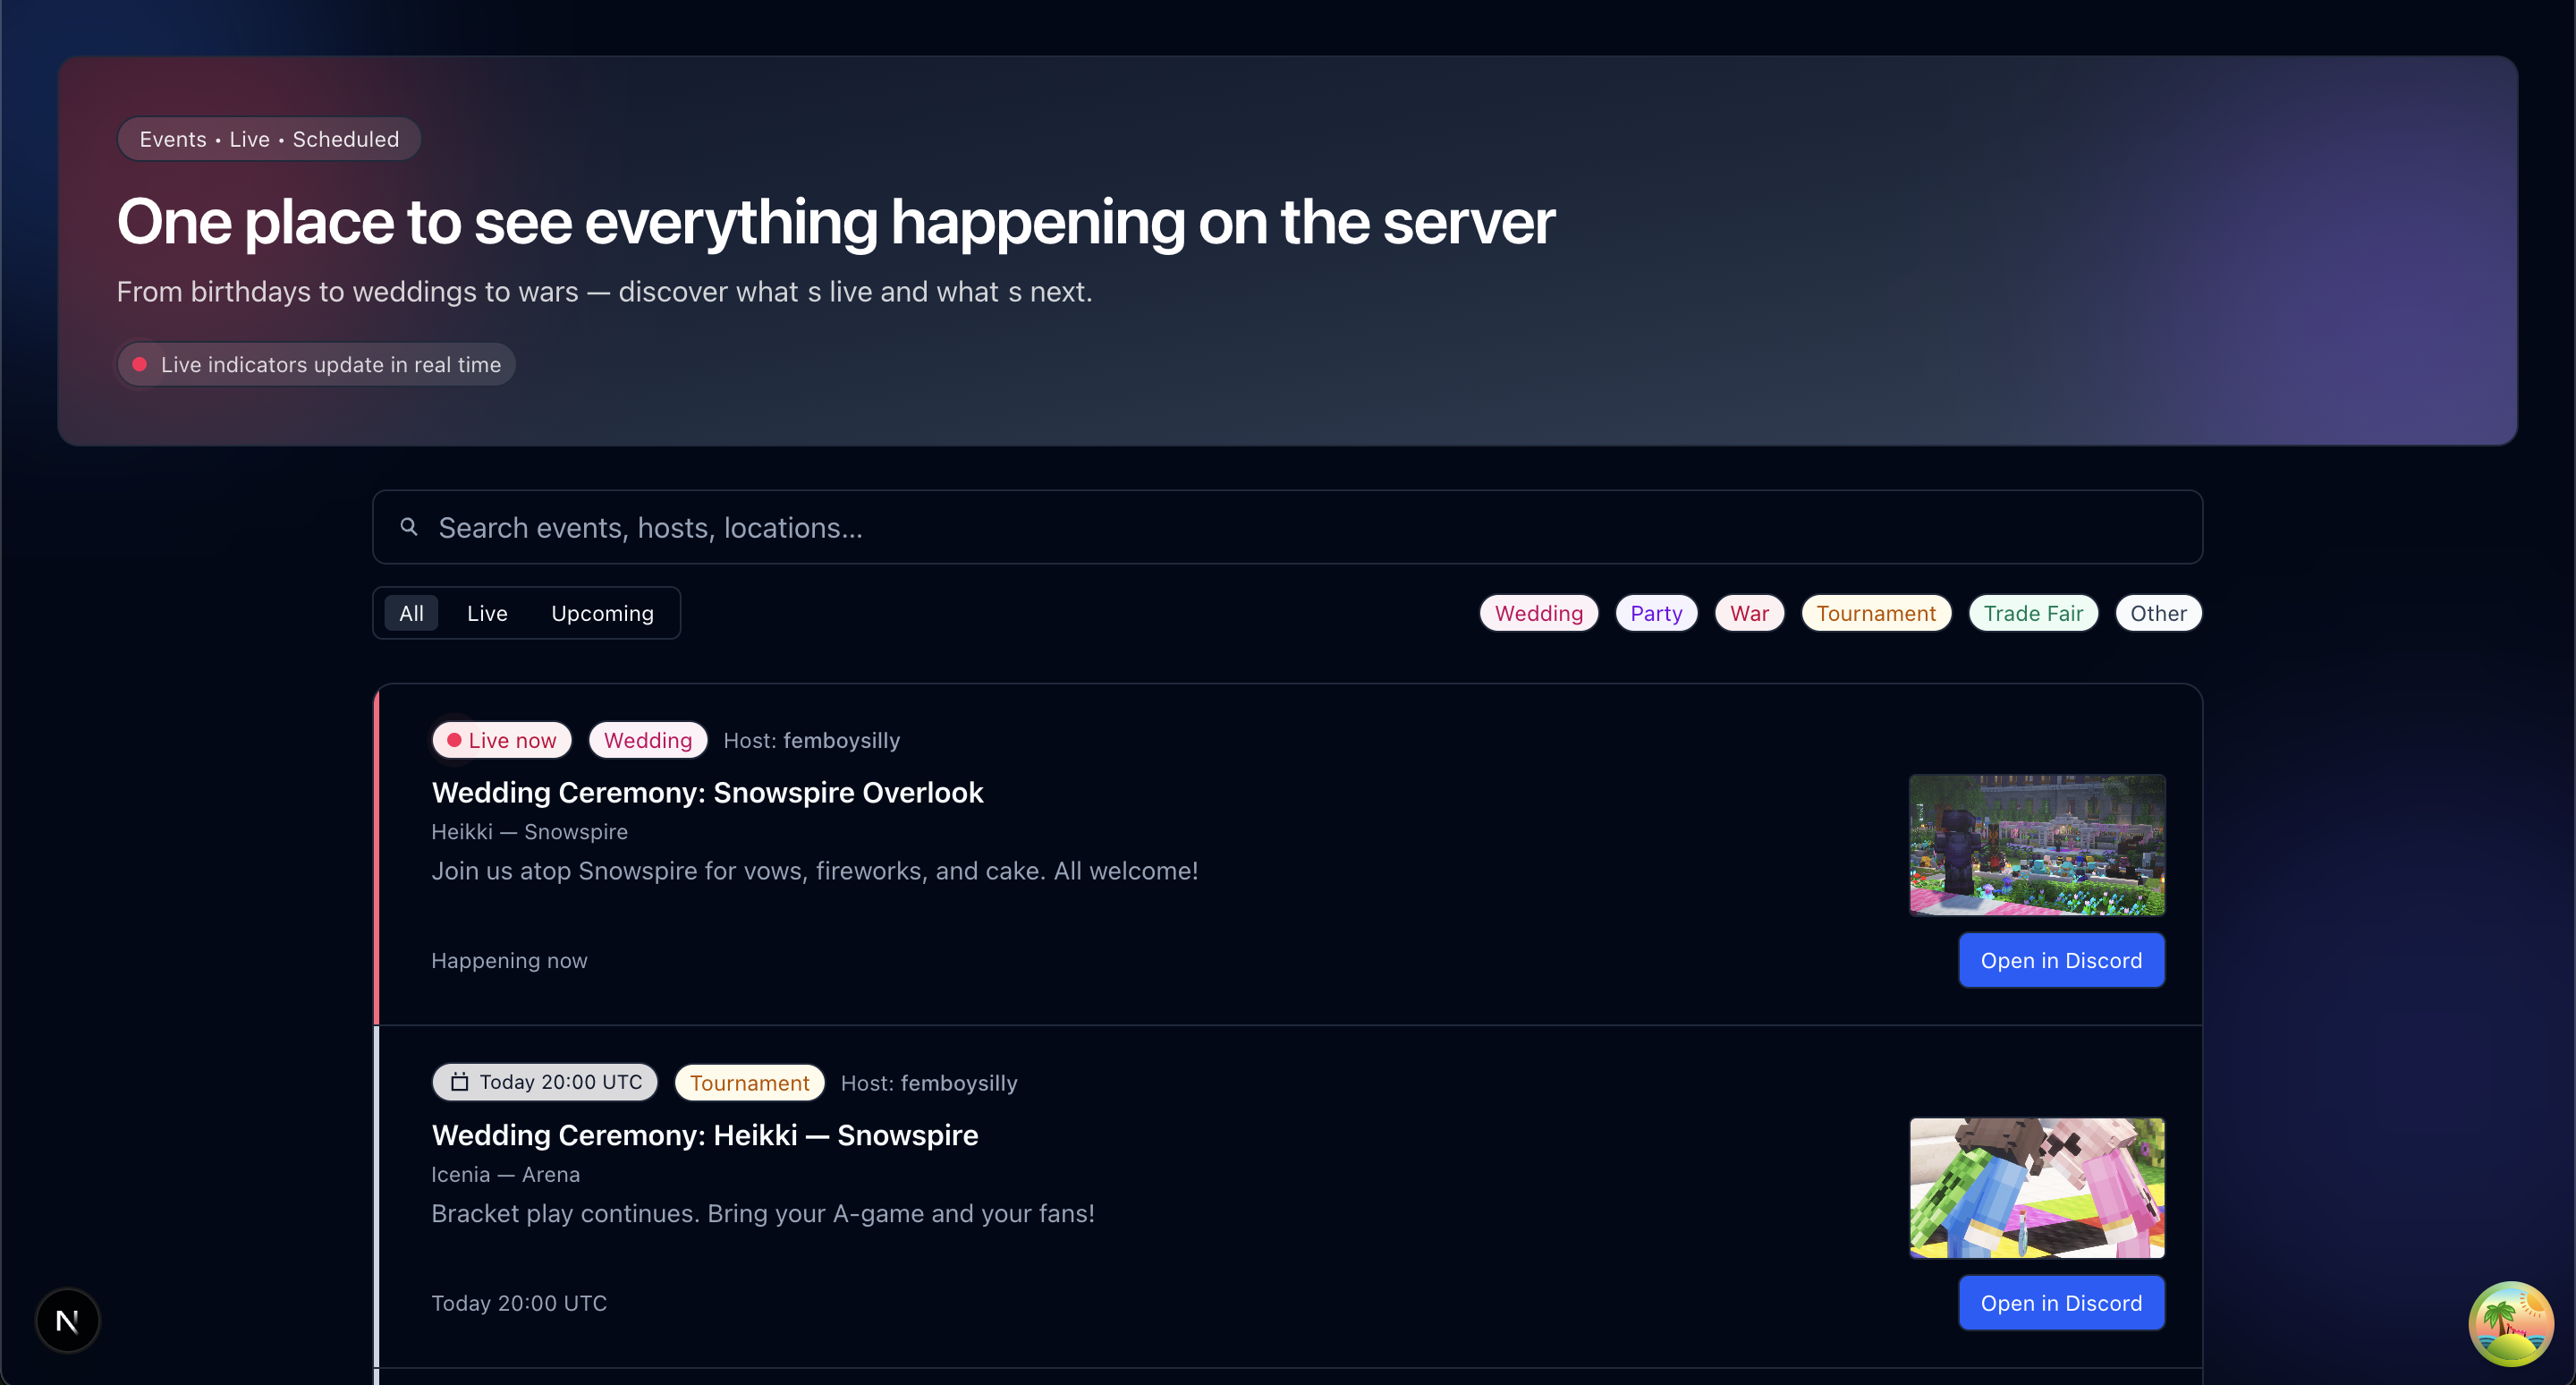 Events • Live • Scheduled
One place to see everything happening on the server
From birthdays to weddings to wars — discover what s live and what s next.
Live indicators update in real time
Search events, hosts, locations...
All Live Upcoming Wedding Party War Tournament Trade Fair Other
Live now Wedding Host: femboysilly
Wedding Ceremony: Snowspire Overlook
Heikki — Snowspire
Join us atop Snowspire for vows, fireworks, and cake. All welcome!
Happening now Open in Discord
Today 20:00 UTC Tournament Host: femboysilly
Wedding Ceremony: Heikki — Snowspire
Icenia — Arena
Bracket play continues. Bring your A-game and your fans!
Today 20:00 UTC Open in Discord
N